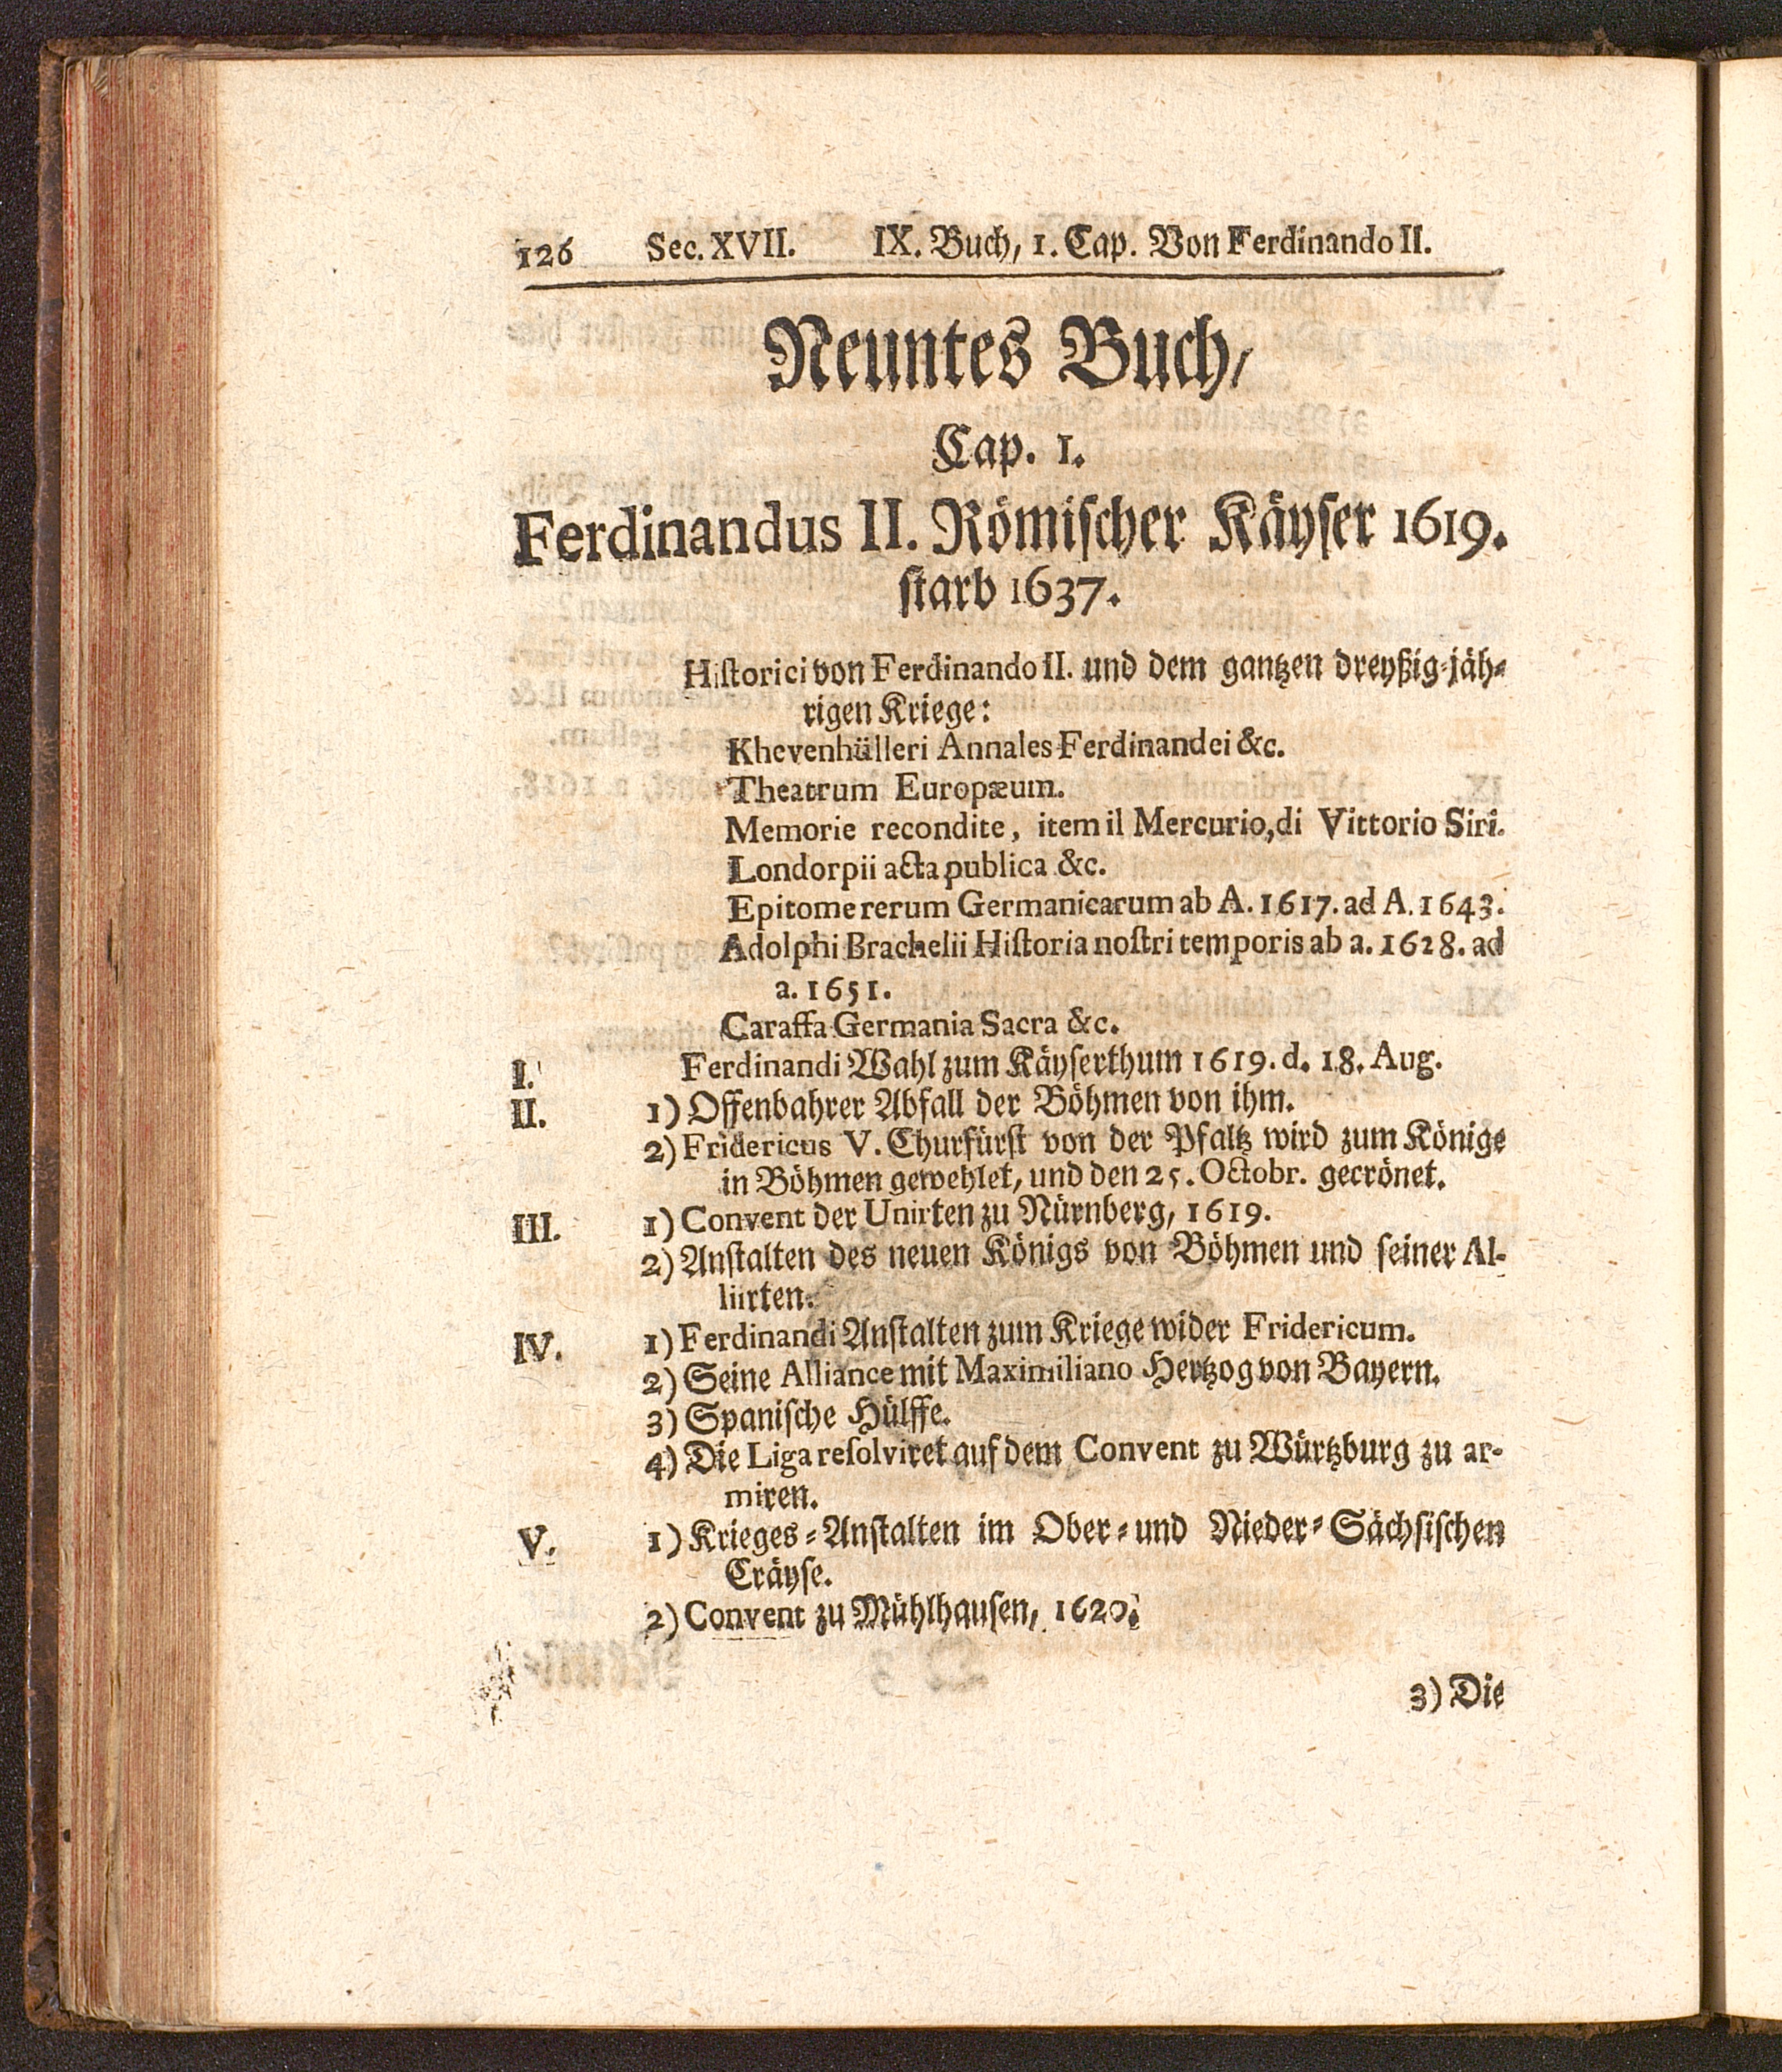 126 Sec. XVII. IX. Buch, 1. Cap. Von Ferdinando II.
Neuntes Buch,
Cap. 1.
Ferdinandus II. Römischer Käyser 1619.
starb 1637.
Historici von Ferdinando II. und dem gantzen dreyßig-jäh-
rigen Kriege:
Khevenhülleri Annales Ferdinandei &c.
Theatrum Europæum.
Memorie recondite, item il Mercurio, di Vittorio Siri.
Londorpii acta publica &c.
Epitome rerum Germanicarum ab A. 1617. ad A. 1643.
Adolphi Brachelii Historia nostri temporis ab a. 1628. ad
a. 1651.
Caraffa Germania Sacra &c.
I. Ferdinandi Wahl zum Käyserthum 1619. d. 18. Aug.
II. 1) Offenbahrer Abfall der Böhmen von ihm.
2) Fridericus V. Churfürst von der Pfaltz wird zum Könige
in Böhmen gewehlet, und den 25. Octobr. gecrönet.
III. 1) Convent der Unirten zu Nürnberg, 1619.
2) Anstalten des neuen Königs von Böhmen und seiner Al-
liirten.
IV. 1) Ferdinandi Anstalten zum Kriege wider Fridericum.
2) Seine Alliance mit Maximiliano Hertzog von Bayern.
3) Spanische Hülffe.
4) Die Liga resolviret auf dem Convent zu Würtzburg zu ar-
miren.
V. 1) Krieges-Anstalten im Ober- und Nieder-Sächsischen
Cräyse.
2) Convent zu Mühlhausen, 1620.
3) Die